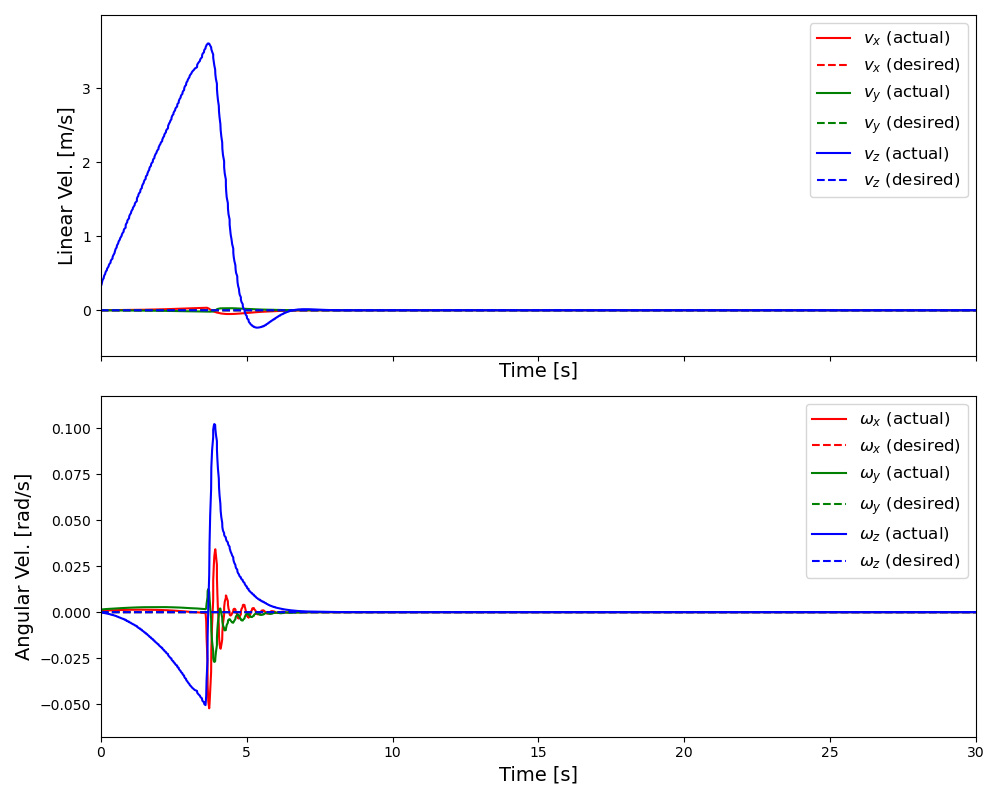 3
2
1
0
Linear Vel. [m/s]
v_x (actual)
v_x (desired)
v_y (actual)
v_y (desired)
v_z (actual)
v_z (desired)
Time [s]
0.100
0.075
0.050
0.025
0.000
−0.025
−0.050
Angular Vel. [rad/s]
ω_x (actual)
ω_x (desired)
ω_y (actual)
ω_y (desired)
ω_z (actual)
ω_z (desired)
0 5 10 15 20 25 30
Time [s]